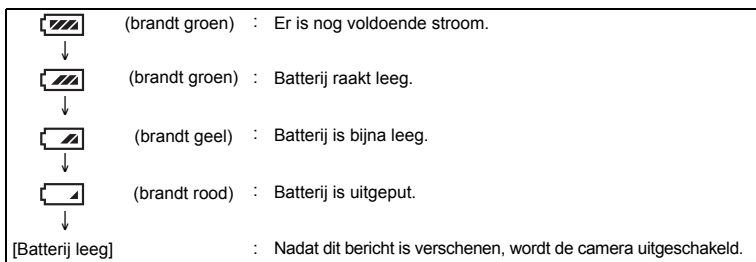 (brandt groen) : Er is nog voldoende stroom.
(brandt groen) : Batterij raakt leeg.
(brandt geel) : Batterij is bijna leeg.
(brandt rood) : Batterij is uitgeput.
[Batterij leeg] : Nadat dit bericht is verschenen, wordt de camera uitgeschakeld.